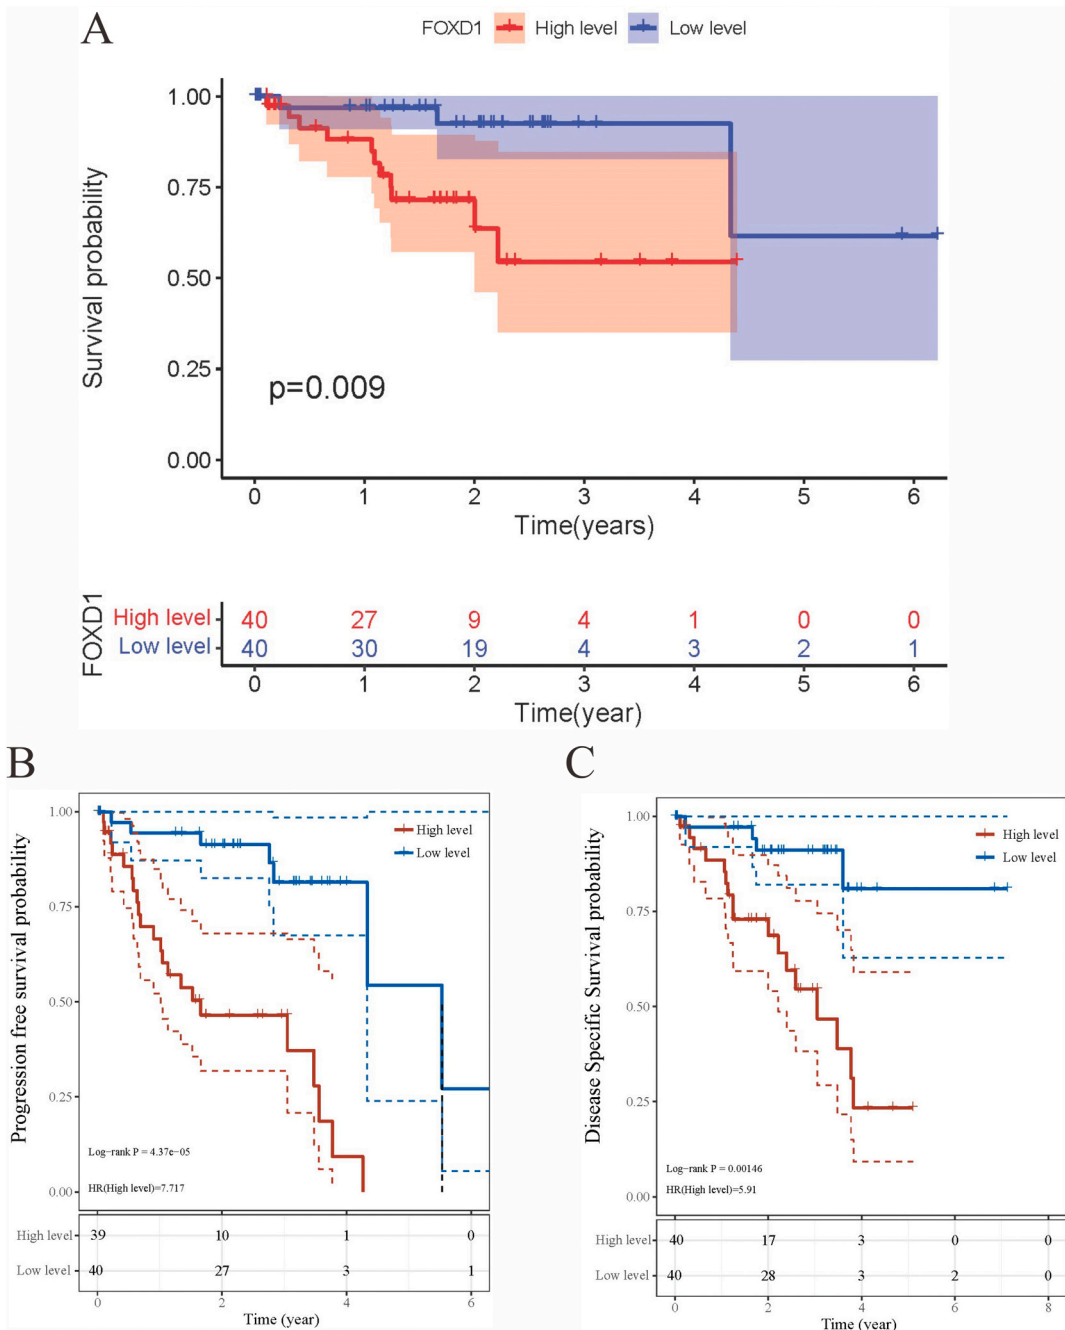 A
FOXD1 High level Low level
1.00
0.75
0.50
0.25
0.00
Survival probability
p=0.009
0 1 2 3 4 5 6
Time(years)
FOXD1
High level 40 27 9 4 1 0 0
Low level 40 30 19 4 3 2 1
0 1 2 3 4 5 6
Time(year)
B
1.00
0.75
0.50
0.25
0.00
Progression free survival probability
High level
Low level
Log-rank P = 4.37e-05
HR(High level)=7.717
High level 39 10 1 0
Low level 40 27 3 1
0 2 4 6
Time (year)
C
1.00
0.75
0.50
0.25
0.00
Disease Specific Survival probability
High level
Low level
Log-rank P = 0.00146
HR(High level)=5.91
High level 40 17 3 0 0
Low level 40 28 3 2 0
0 2 4 6 8
Time (year)